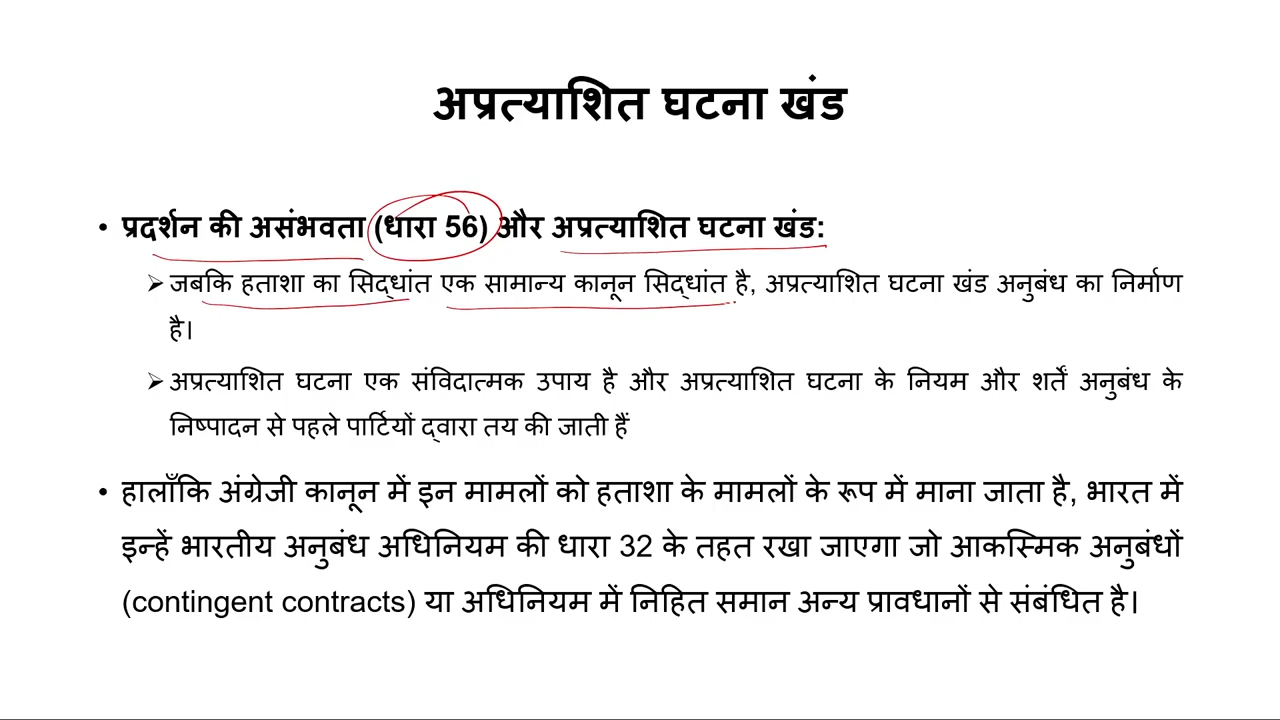 अप्रत्याशित घटना खंड
• प्रदर्शन की असंभवता (धारा 56) और अप्रत्याशित घटना खंड:
➢ जबकि हताशा का सिद्धांत एक सामान्य कानून सिद्धांत है, अप्रत्याशित घटना खंड अनुबंध का निर्माण
है।
➢ अप्रत्याशित घटना एक संविदात्मक उपाय है और अप्रत्याशित घटना के नियम और शर्तें अनुबंध के
निष्पादन से पहले पार्टियों द्वारा तय की जाती हैं
• हालाँकि अंग्रेजी कानून में इन मामलों को हताशा के मामलों के रूप में माना जाता है, भारत में
इन्हें भारतीय अनुबंध अधिनियम की धारा 32 के तहत रखा जाएगा जो आकस्मिक अनुबंधों
(contingent contracts) या अधिनियम में निहित समान अन्य प्रावधानों से संबंधित है।